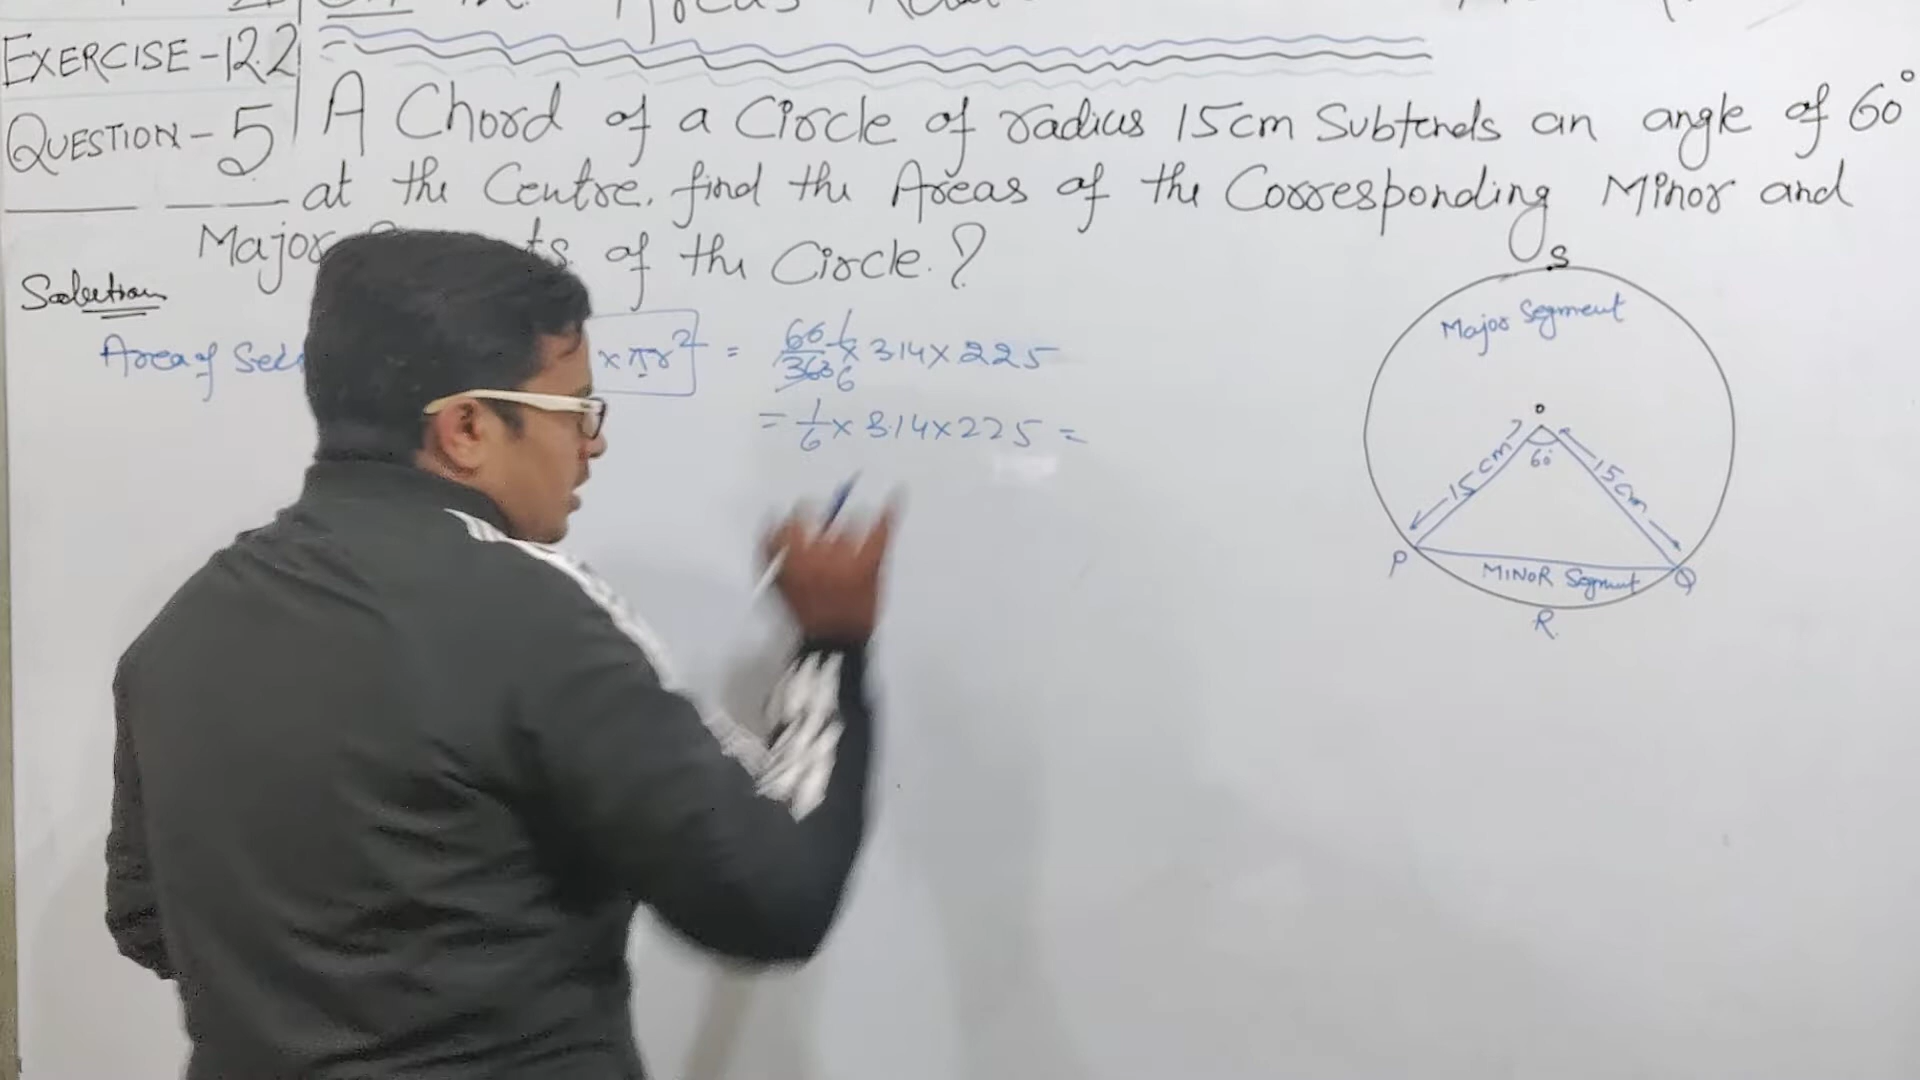 EXERCISE-12.2
QUESTION-5 A Chord of a Circle of radius 15cm Subtends an angle of 60°
at the Centre. find the Areas of the Corresponding Minor and
Major of the Circle.?
Solution
Area of × πr² = 60/360 1/6 × 3.14 × 225
= 1/6 × 3.14 × 225 =
S
Major Segment
O
60°
15 cm
15cm
P
MINOR Segment
Q
R